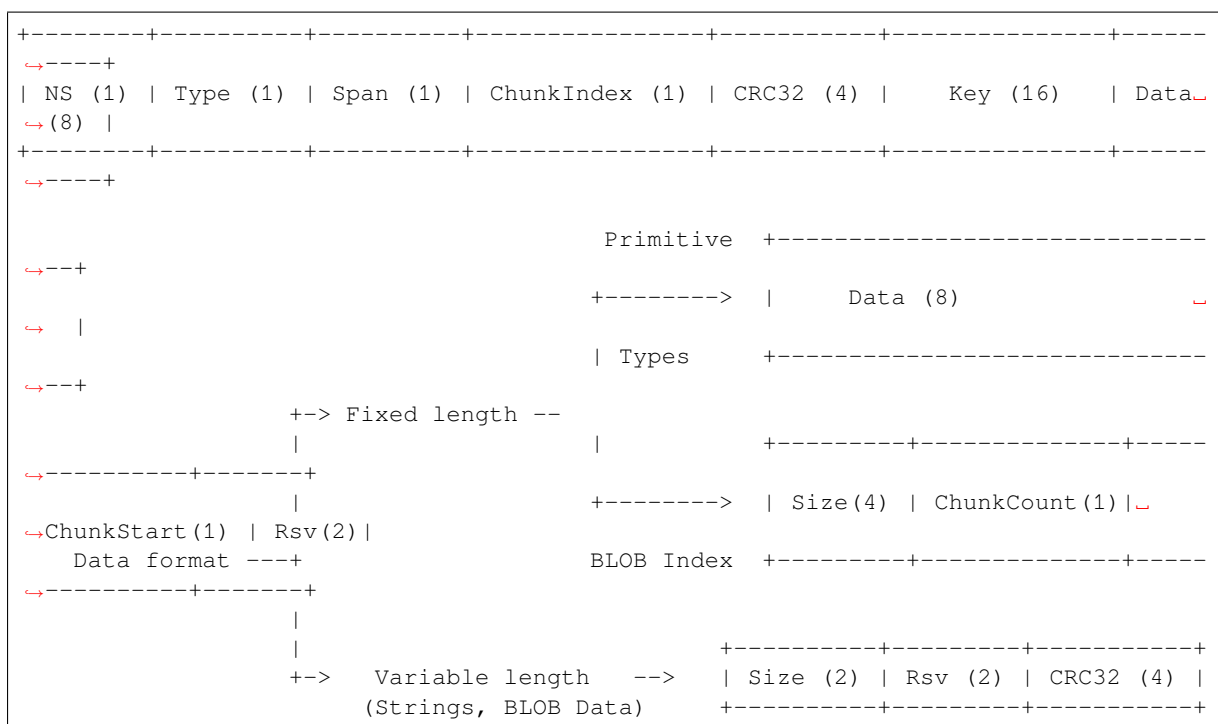 +--------+----------+----------+----------------+-----------+---------------+------
↪----+
| NS (1) | Type (1) | Span (1) | ChunkIndex (1) | CRC32 (4) |    Key (16)   | Data␣
↪(8) |
+--------+----------+----------+----------------+-----------+---------------+------
↪----+
                                         Primitive  +------------------------------
↪--+
                                        +-------->  |     Data (8)                ␣
↪  |
                                        | Types     +------------------------------
↪--+
                   +-> Fixed length --
                   |                    |           +---------+--------------+-----
↪----------+-------+
                   |                    +-------->  | Size(4) | ChunkCount(1)|␣
↪ChunkStart(1) | Rsv(2)|
    Data format ---+                    BLOB Index  +---------+--------------+-----
↪----------+-------+
                   |
                   |                             +----------+---------+-----------+
                   +->   Variable length   -->   | Size (2) | Rsv (2) | CRC32 (4) |
                        (Strings, BLOB Data)     +----------+---------+-----------+